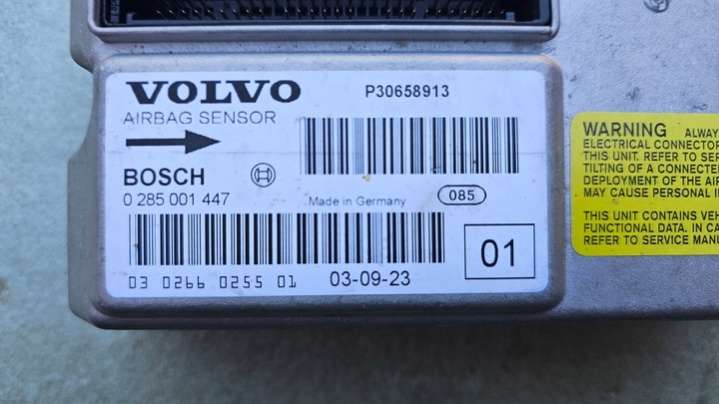 VOLVO
P30658913
AIRBAG SENSOR
BOSCH
0 285 001 447
Made in Germany
085
03 0266 0255 01
03-09-23
01
WARNING ALWAY
ELECTRICAL CONNECTOR
THIS UNIT. REFER TO SER
TILTING OF A CONNECTE
DEPLOYMENT OF THE AI
MAY CAUSE PERSONAL I
THIS UNIT CONTAINS VEH
FUNCTIONAL DATA. IN CA
REFER TO SERVICE MANU